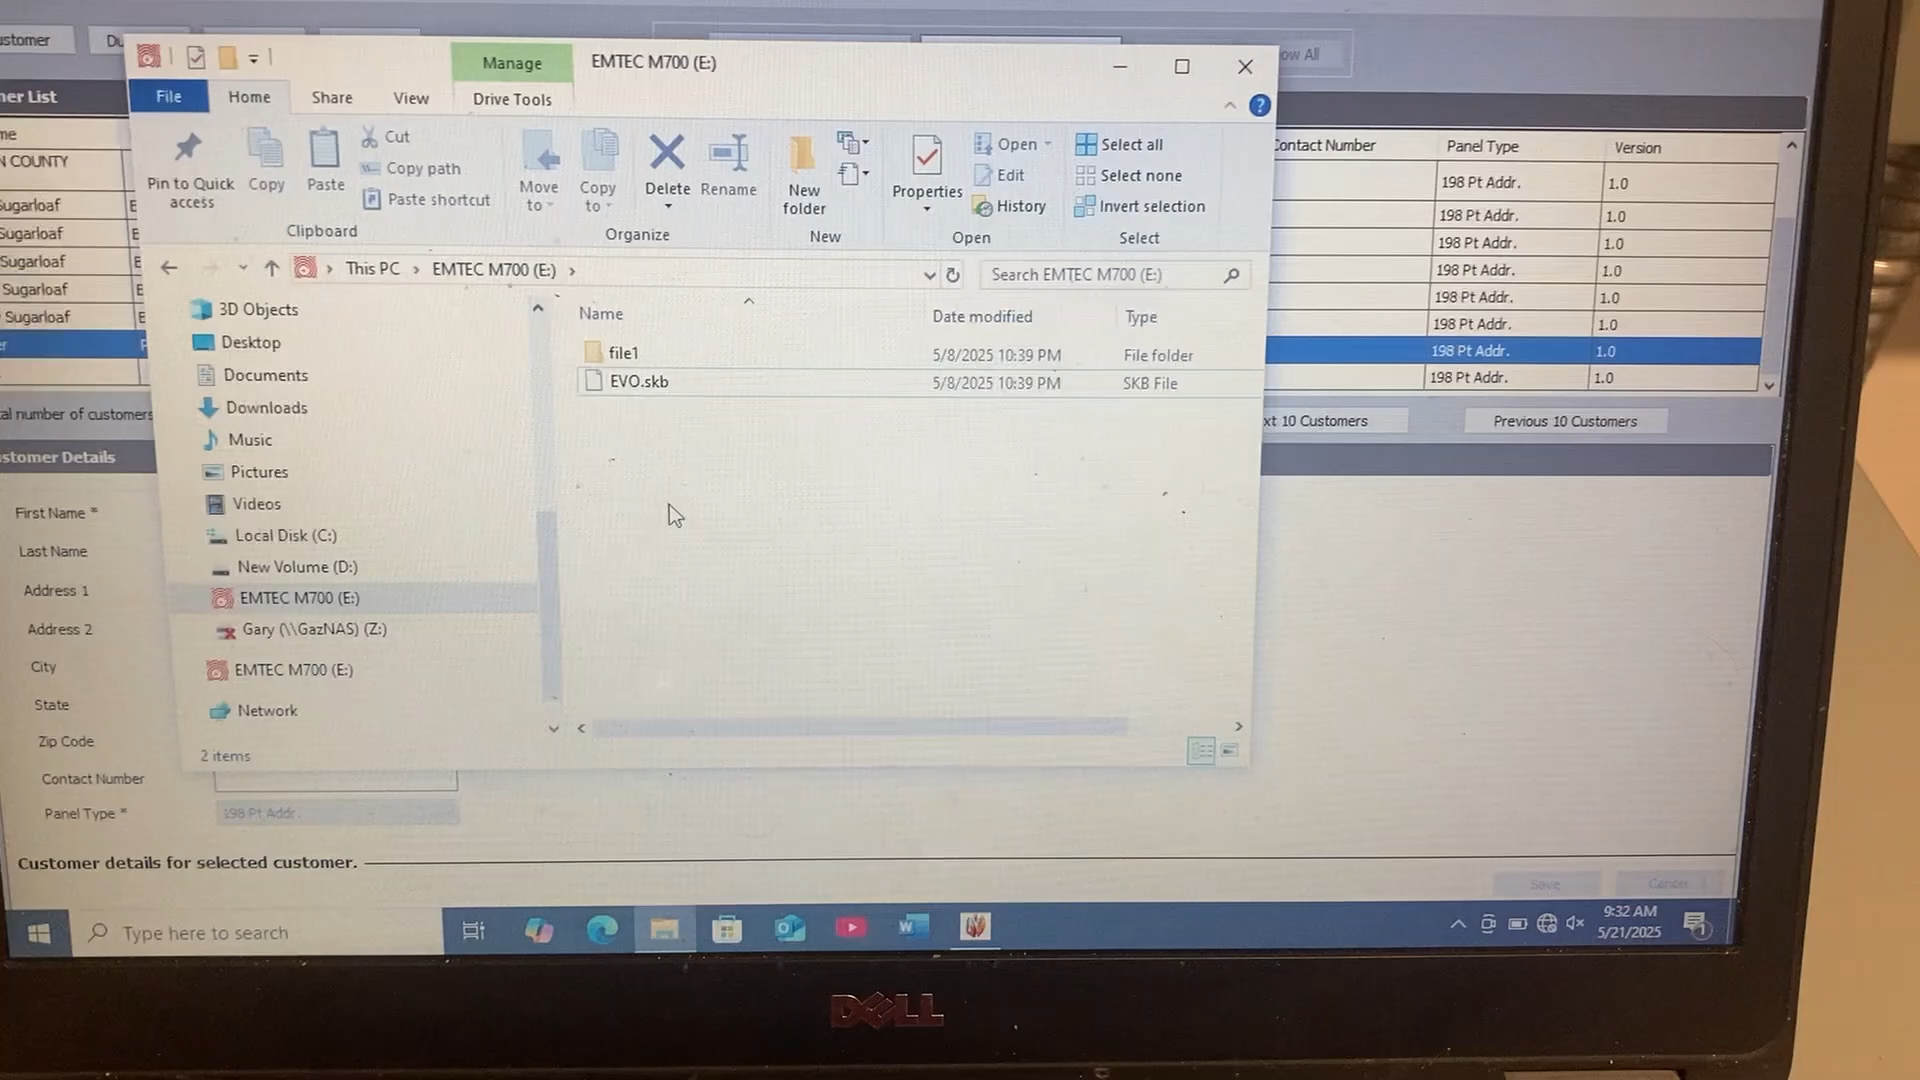 Manage
EMTEC M700 (E:)
File
Home
Share
View
Drive Tools
Pin to Quick access
Copy
Paste
Cut
Copy path
Paste shortcut
Clipboard
Move to
Copy to
Delete
Rename
Organize
New folder
New
Properties
Open
Edit
History
Open
Select all
Select none
Invert selection
Select
This PC > EMTEC M700 (E:) >
Search EMTEC M700 (E:)
Name
Date modified
Type
file1
5/8/2025 10:39 PM
File folder
EVO.skb
5/8/2025 10:39 PM
SKB File
3D Objects
Desktop
Documents
Downloads
Music
Pictures
Videos
Local Disk (C:)
New Volume (D:)
EMTEC M700 (E:)
Gary (\\GazNAS) (Z:)
EMTEC M700 (E:)
Network
2 items
List
COUNTY
Sugarloaf
Sugarloaf
Sugarloaf
Sugarloaf
Sugarloaf
All
Contact Number
Panel Type
Version
198 Pt Addr.
1.0
198 Pt Addr.
1.0
198 Pt Addr.
1.0
198 Pt Addr.
1.0
198 Pt Addr.
1.0
198 Pt Addr.
1.0
198 Pt Addr.
1.0
198 Pt Addr.
1.0
number of customers
10 Customers
Previous 10 Customers
Details
First Name *
Last Name
Address 1
Address 2
City
State
Zip Code
Contact Number
Panel Type *
198 Pt Addr.
Customer details for selected customer.
Save
Cancel
Type here to search
9:32 AM
5/21/2025
1
DELL